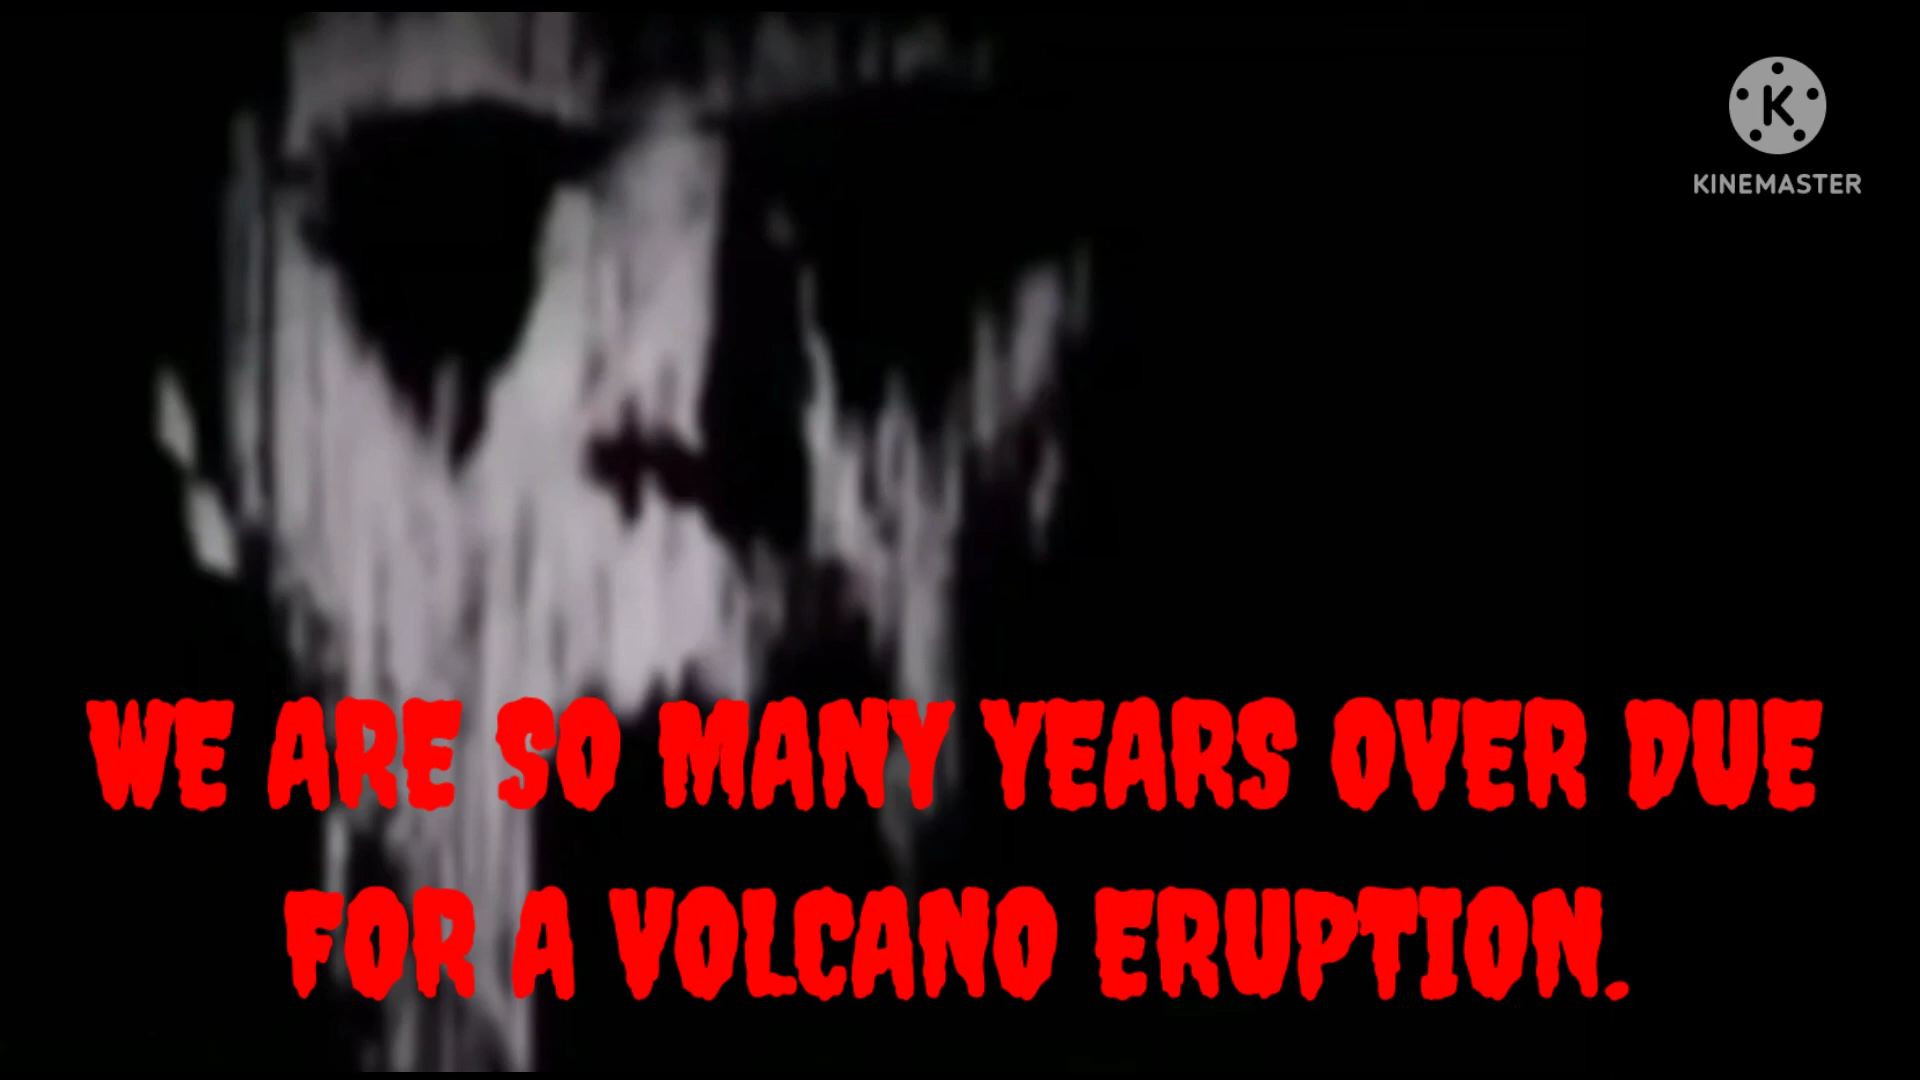 K
KINEMASTER
WE ARE SO MANY YEARS OVER DUE
FOR A VOLCANO ERUPTION.